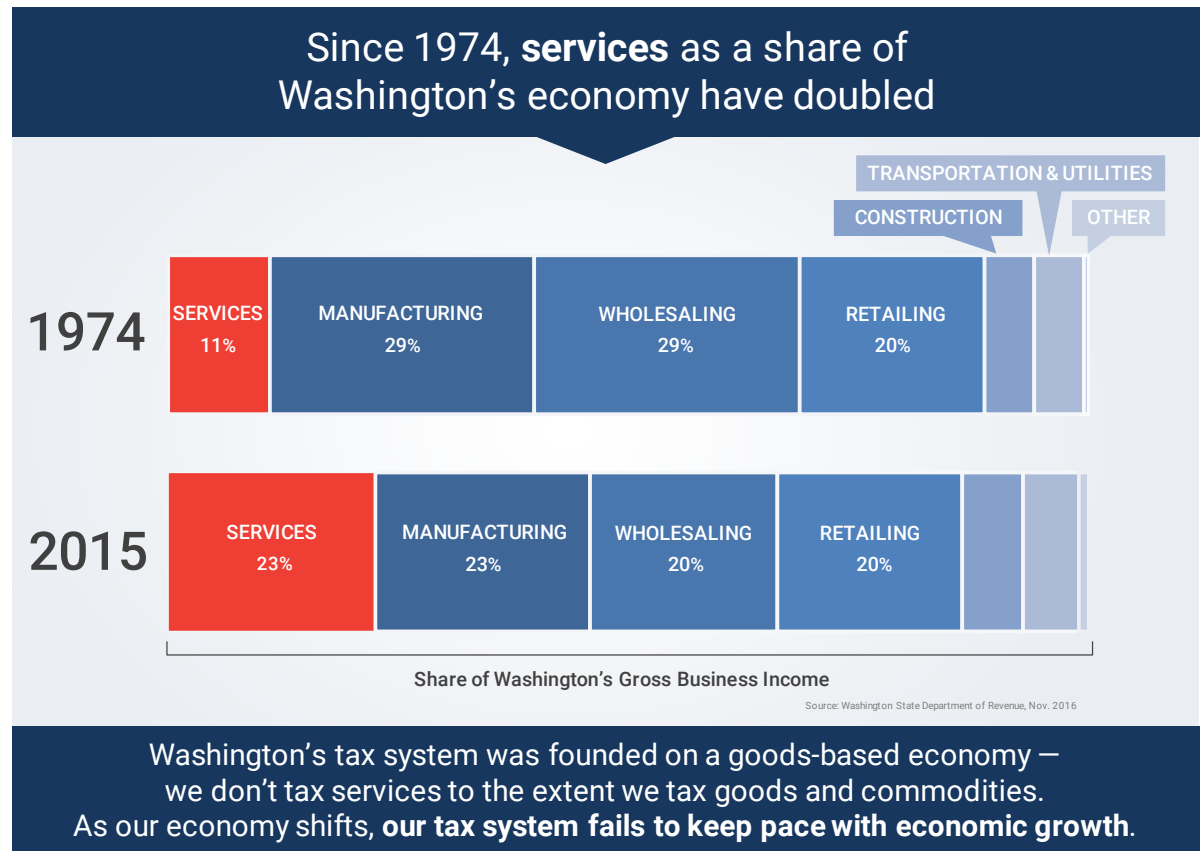 Since 1974, services as a share of
Washington’s economy have doubled
TRANSPORTATION & UTILITIES
CONSTRUCTION
OTHER
1974
SERVICES
11%
MANUFACTURING
29%
WHOLESALING
29%
RETAILING
20%
2015
SERVICES
23%
MANUFACTURING
23%
WHOLESALING
20%
RETAILING
20%
Share of Washington’s Gross Business Income
Source: Washington State Department of Revenue, Nov. 2016
Washington’s tax system was founded on a goods-based economy —
we don’t tax services to the extent we tax goods and commodities.
As our economy shifts, our tax system fails to keep pace with economic growth.